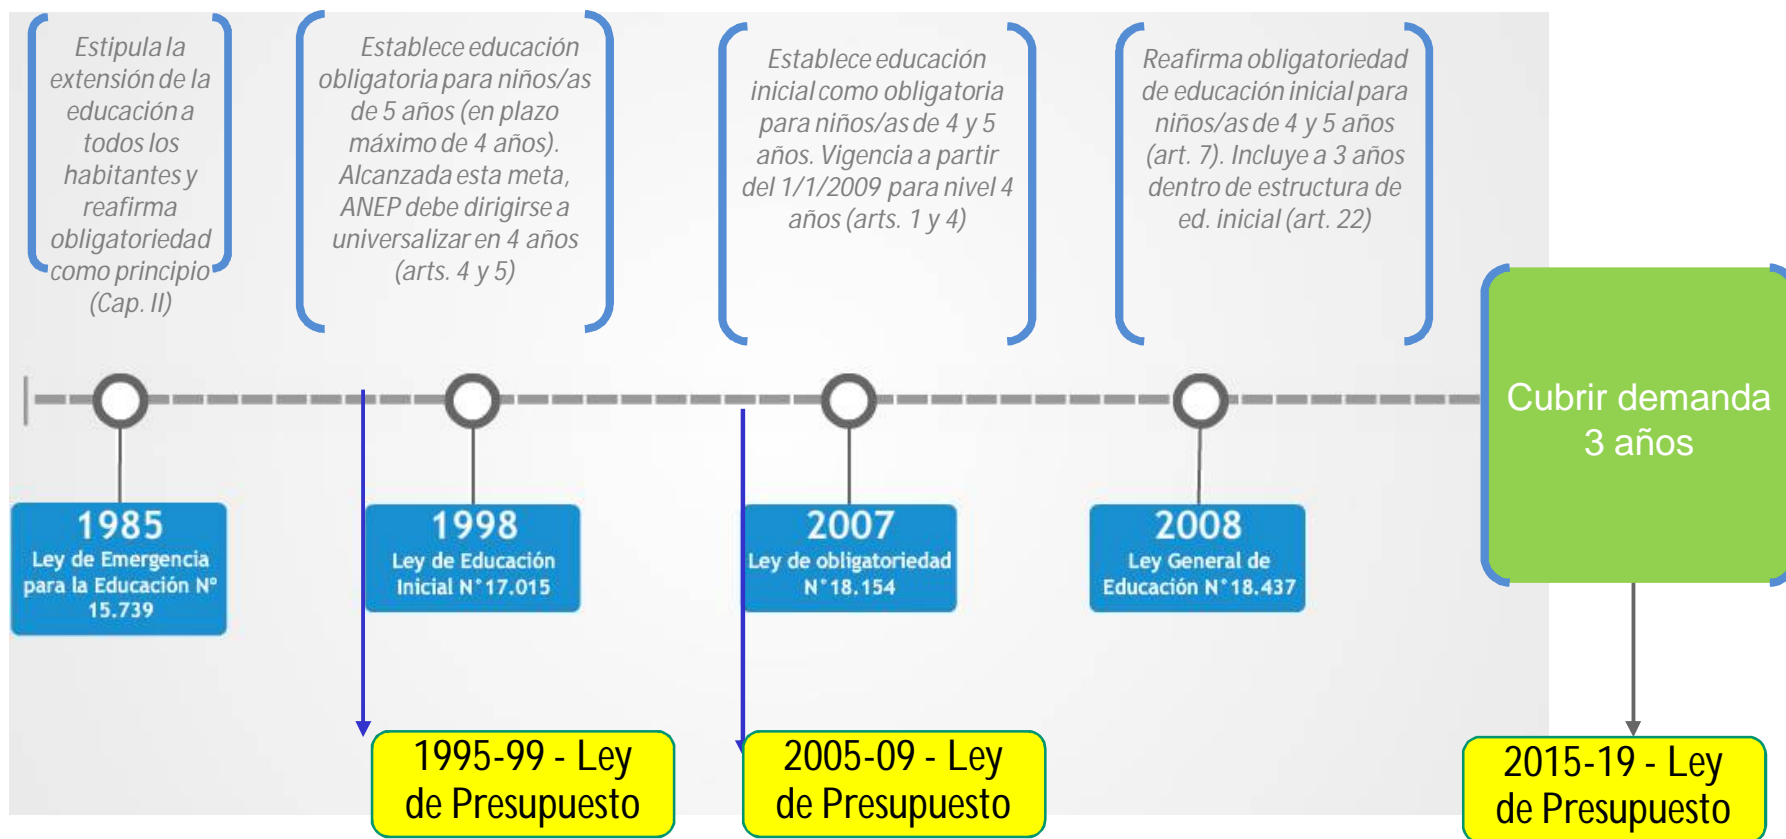 Estipula la
extensión de la
educación a
todos los
habitantes y
reafirma
obligatoriedad
como principio
(Cap. II)
Establece educación
obligatoria para niños/as
de 5 años (en plazo
máximo de 4 años).
Alcanzada esta meta,
ANEP debe dirigirse a
universalizar en 4 años
(arts. 4 y 5)
Establece educación
inicial como obligatoria
para niños/as de 4 y 5
años. Vigencia a partir
del 1/1/2009 para nivel 4
años (arts. 1 y 4)
Reafirma obligatoriedad
de educación inicial para
niños/as de 4 y 5 años
(art. 7). Incluye a 3 años
dentro de estructura de
ed. inicial (art. 22)
Cubrir demanda
3 años
1985
Ley de Emergencia
para la Educación Nº
15.739
1998
Ley de Educación
Inicial N°17.015
2007
Ley de obligatoriedad
N°18.154
2008
Ley General de
Educación N°18.437
1995-99 - Ley
de Presupuesto
2005-09 - Ley
de Presupuesto
2015-19 - Ley
de Presupuesto